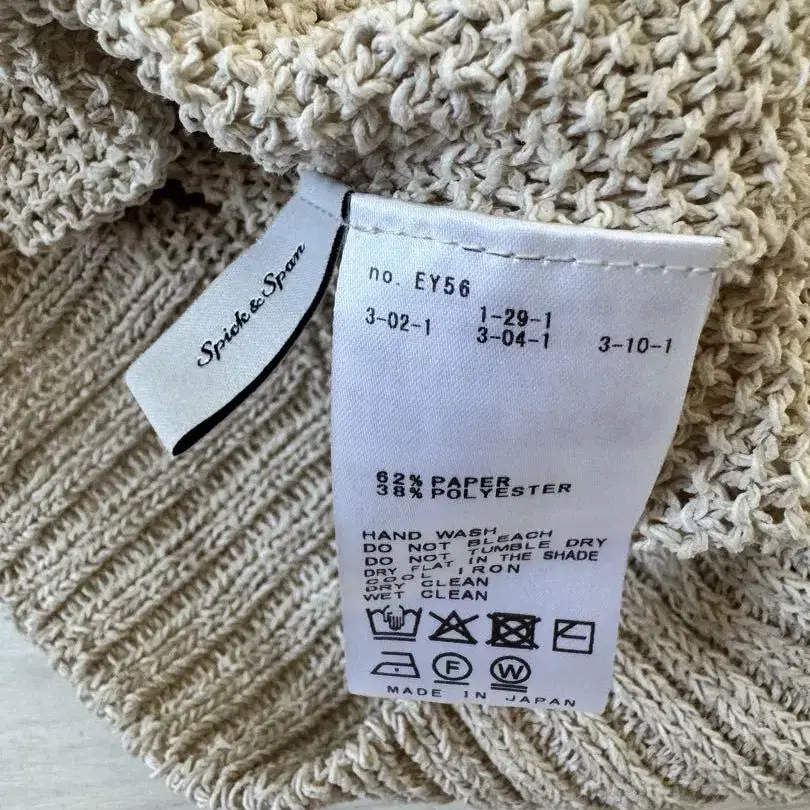 Spick & Span
no. EY56
1-29-1
3-02-1 3-04-1 3-10-1
62% PAPER
38% POLYESTER
HAND WASH
DO NOT BLEACH
DO NOT TUMBLE DRY
DRY FLAT IN THE SHADE
COOL IRON
DRY CLEAN
WET CLEAN
F
W
MADE IN JAPAN